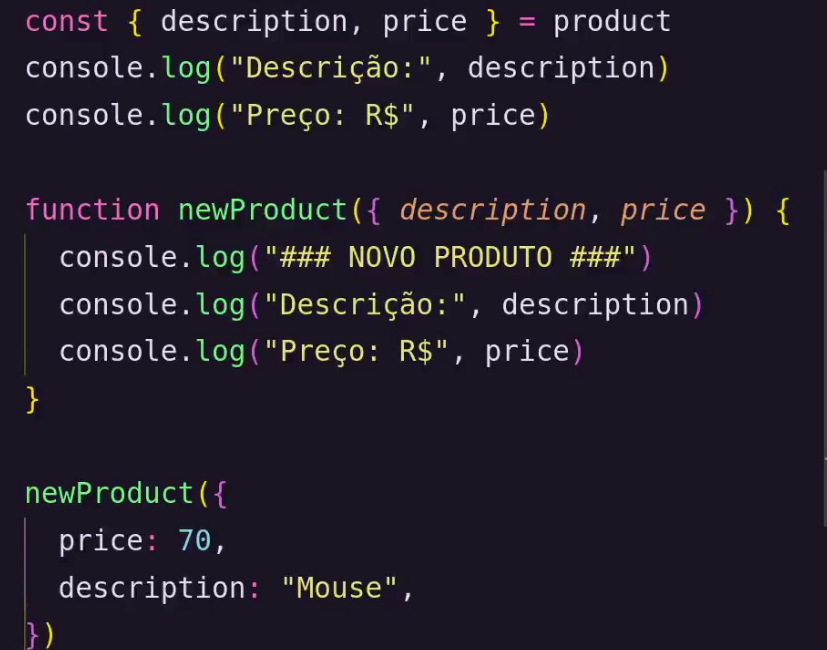 const { description, price } = product
console.log("Descrição:", description)
console.log("Preço: R$", price)
function newProduct({ description, price }) {
console.log("### NOVO PRODUTO ###")
console.log("Descrição:", description)
console.log("Preço: R$", price)
}
newProduct({
price: 70,
description: "Mouse",
})